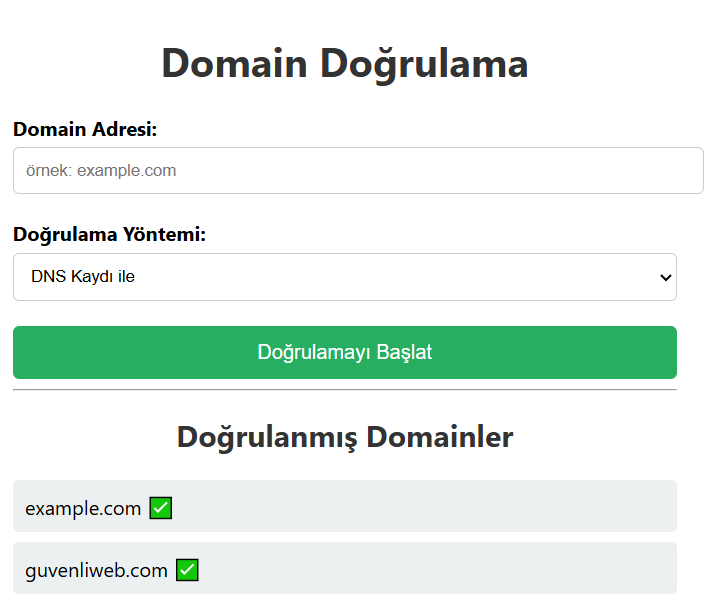 Domain Doğrulama
Domain Adresi:
örnek: example.com
Doğrulama Yöntemi:
DNS Kaydı ile
Doğrulamayı Başlat
Doğrulanmış Domainler
example.com ✅
guvenliweb.com ✅